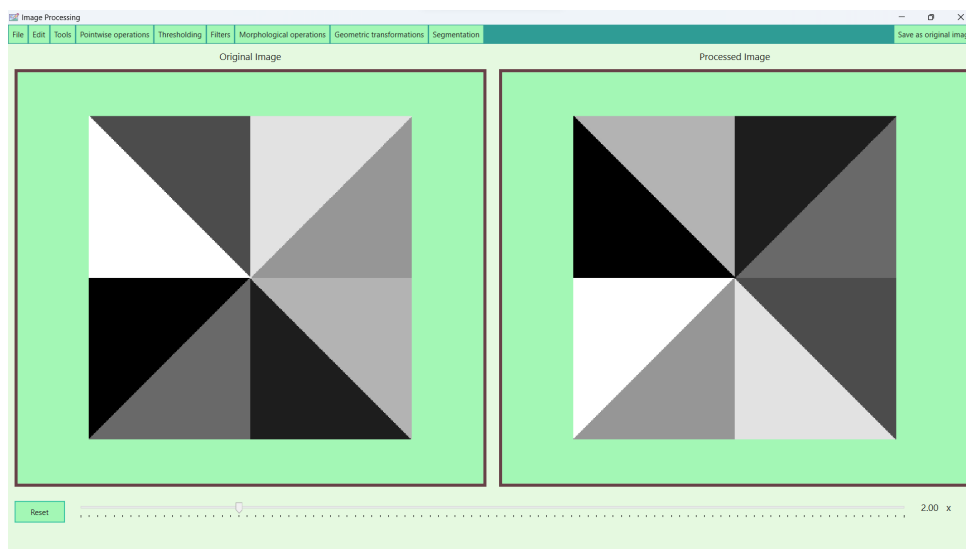 Image Processing
File Edit Tools Pointwise operations Thresholding Filters Morphological operations Geometric transformations Segmentation Save as original imag
Original Image Processed Image
Reset 2.00 x